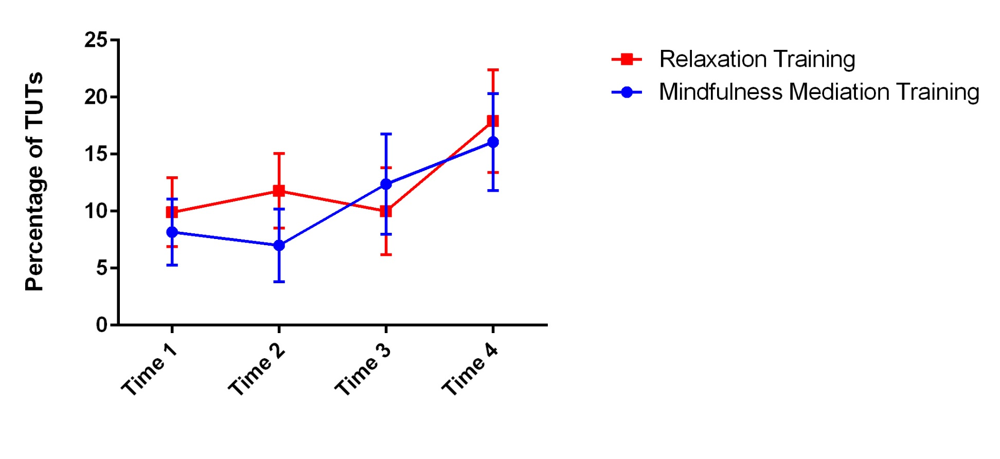 25
20
15
10
5
0
Percentage of TUTs
Time 1
Time 2
Time 3
Time 4
Relaxation Training
Mindfulness Mediation Training